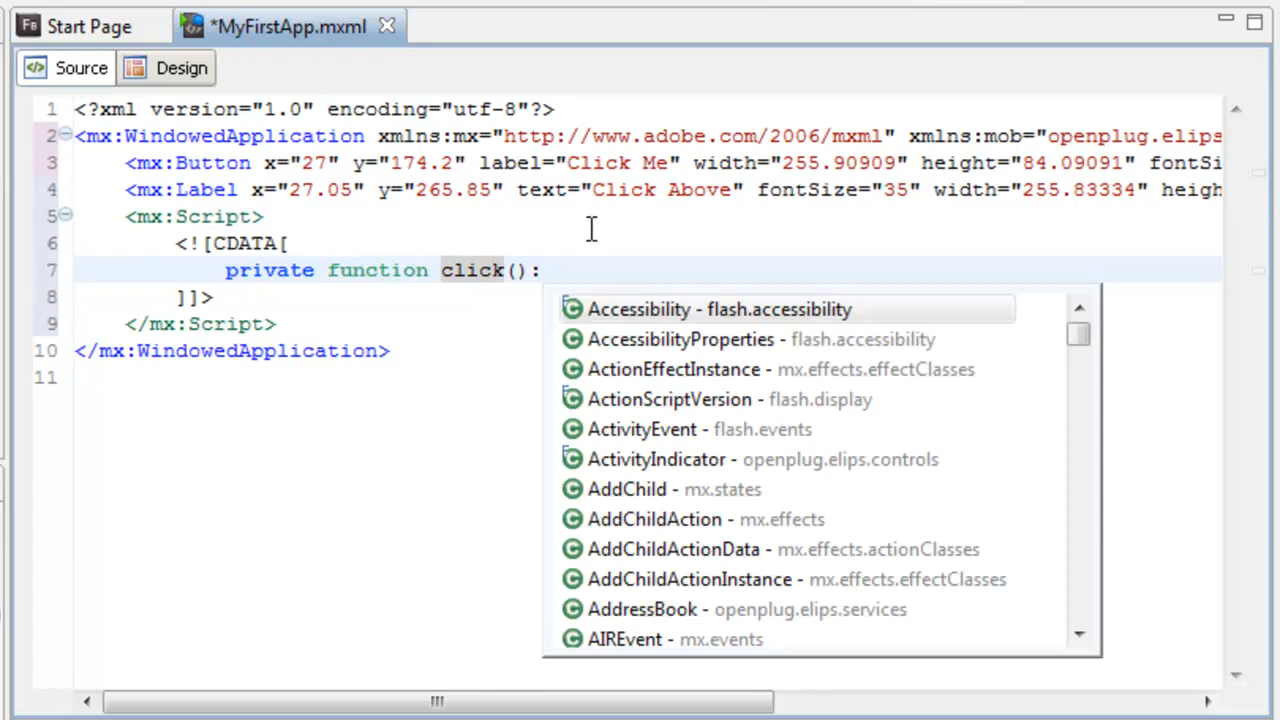 FB Start Page *MyFirstApp.mxml
Source Design
1 <?xml version="1.0" encoding="utf-8"?>
2 <mx:WindowedApplication xmlns:mx="http://www.adobe.com/2006/mxml" xmlns:mob="openplug.elips
3 <mx:Button x="27" y="174.2" label="Click Me" width="255.90909" height="84.09091" fontSi
4 <mx:Label x="27.05" y="265.85" text="Click Above" fontSize="35" width="255.83334" heigh
5 <mx:Script>
6 <![CDATA[
7 private function click():
8 ]]>
9 </mx:Script>
10 </mx:WindowedApplication>
11
Accessibility - flash.accessibility
AccessibilityProperties - flash.accessibility
ActionEffectInstance - mx.effects.effectClasses
ActionScriptVersion - flash.display
ActivityEvent - flash.events
ActivityIndicator - openplug.elips.controls
AddChild - mx.states
AddChildAction - mx.effects
AddChildActionData - mx.effects.actionClasses
AddChildActionInstance - mx.effects.effectClasses
AddressBook - openplug.elips.services
AIREvent - mx.events